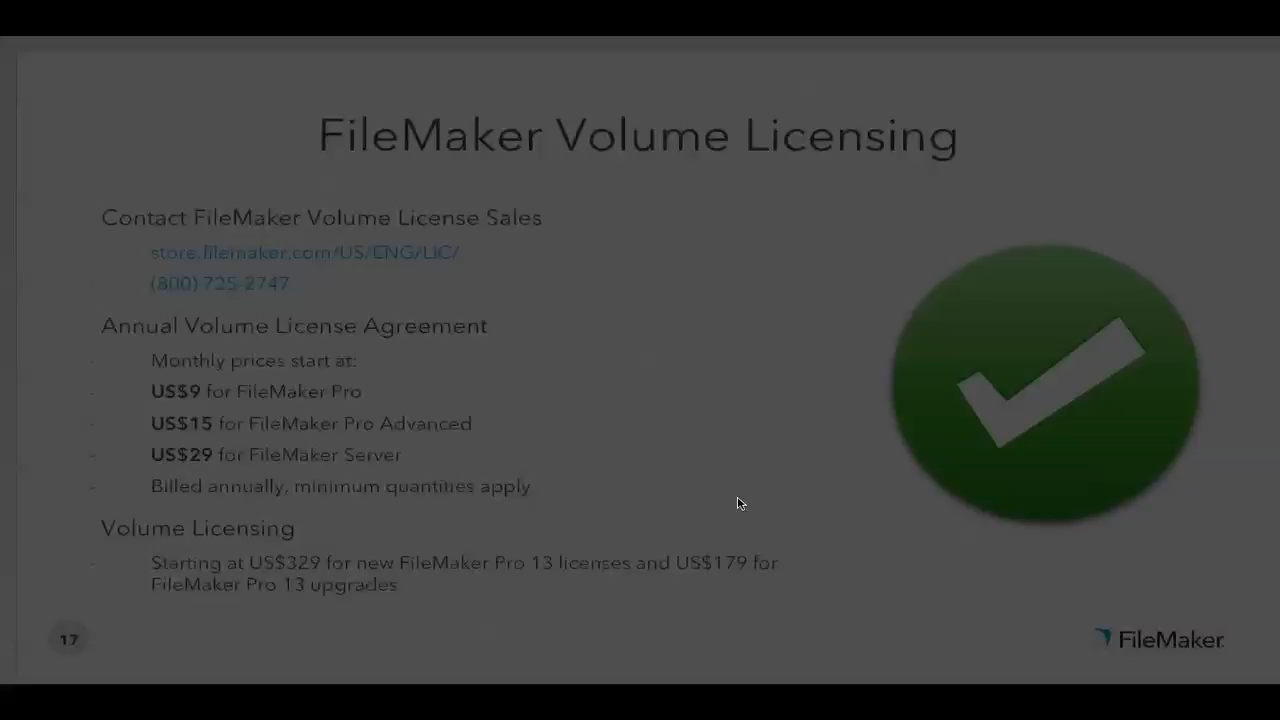 FileMaker Volume Licensing
Contact FileMaker Volume License Sales
store.filemaker.com/US/ENG/LIC/
(800) 725-2747
Annual Volume License Agreement
- Monthly prices start at:
- US$9 for FileMaker Pro
- US$15 for FileMaker Pro Advanced
- US$29 for FileMaker Server
- Billed annually, minimum quantities apply
Volume Licensing
- Starting at US$329 for new FileMaker Pro 13 licenses and US$179 for
FileMaker Pro 13 upgrades
17
FileMaker